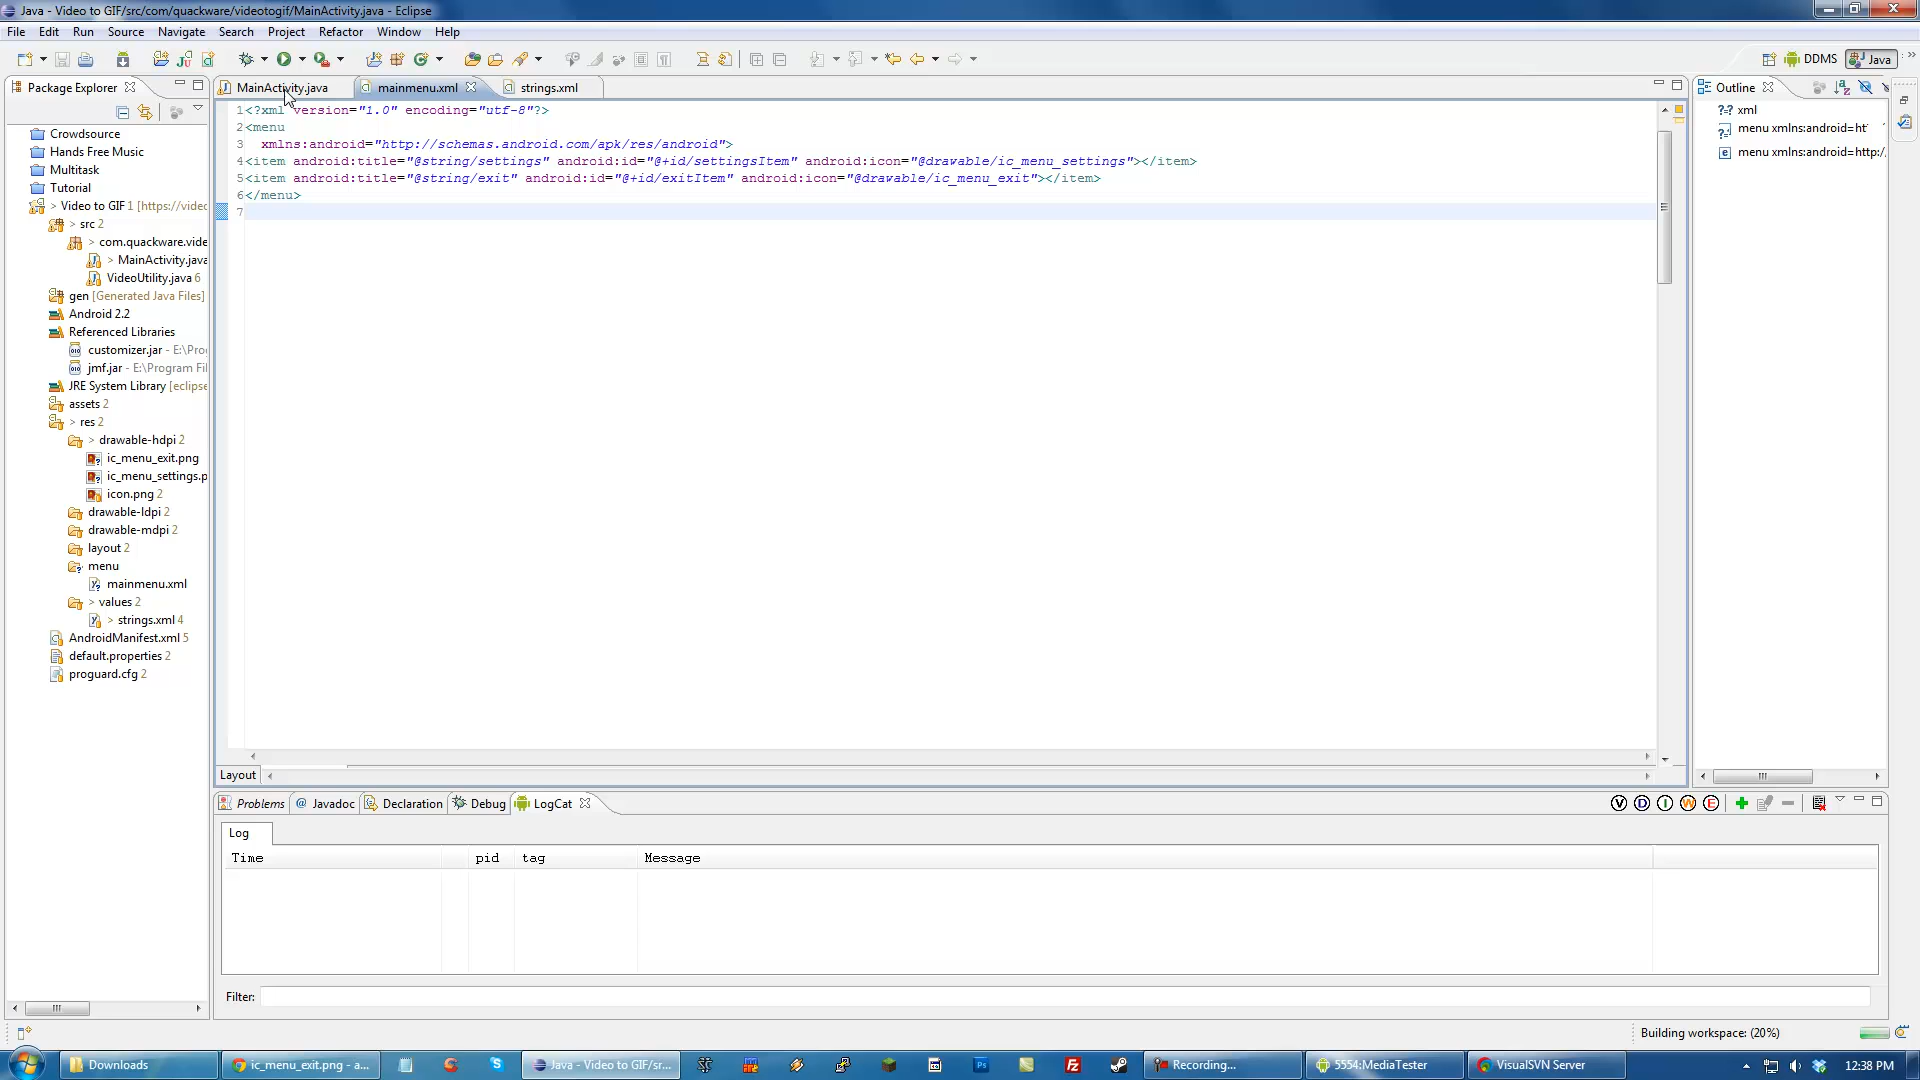 Java - Video to GIF/src/com/quackware/videotogif/MainActivity.java - Eclipse
File Edit Run Source Navigate Search Project Refactor Window Help
DDMS Java
Package Explorer
MainActivity.java mainmenu.xml strings.xml
Outline
Crowdsource
Hands Free Music
Multitask
Tutorial
> Video to GIF 1 [https://videc
> src 2
> com.quackware.vide
> MainActivity.java
VideoUtility.java 6
gen [Generated Java Files]
Android 2.2
Referenced Libraries
customizer.jar - E:\Pro
jmf.jar - E:\Program Fil
JRE System Library [eclipse
assets 2
> res 2
> drawable-hdpi 2
ic_menu_exit.png
ic_menu_settings.p
icon.png 2
drawable-ldpi 2
drawable-mdpi 2
layout 2
menu
mainmenu.xml
> values 2
> strings.xml 4
AndroidManifest.xml 5
default.properties 2
proguard.cfg 2
1 <?xml version="1.0" encoding="utf-8"?>
2 <menu
3 xmlns:android="http://schemas.android.com/apk/res/android">
4 <item android:title="@string/settings" android:id="@+id/settingsItem" android:icon="@drawable/ic_menu_settings"></item>
5 <item android:title="@string/exit" android:id="@+id/exitItem" android:icon="@drawable/ic_menu_exit"></item>
6 </menu>
7
Layout
?=? xml
menu xmlns:android=ht
menu xmlns:android=http:/
Problems @ Javadoc Declaration Debug LogCat
V D I W E
Log
Time pid tag Message
Filter:
Building workspace: (20%)
Downloads ic_menu_exit.png - a... Java - Video to GIF/sr... Recording... 5554:MediaTester VisualSVN Server 12:38 PM